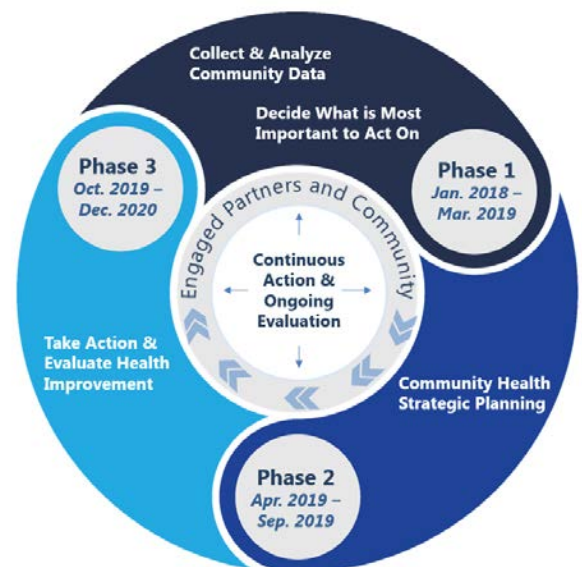 Collect & Analyze
Community Data
Decide What is Most
Important to Act On
Phase 1
Jan. 2018 –
Mar. 2019
Phase 3
Oct. 2019 –
Dec. 2020
Engaged Partners and Community
Continuous
Action &
Ongoing
Evaluation
Take Action &
Evaluate Health
Improvement
Community Health
Strategic Planning
Phase 2
Apr. 2019 –
Sep. 2019